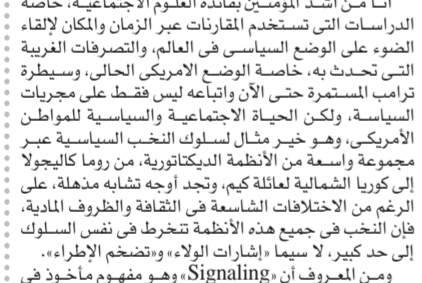 أنا من أشد المؤمنين بفائدة العلوم الاجتماعية، خاصة
الدراسات التى تستخدم المقارنات عبر الزمان والمكان لإلقاء
الضوء على الوضع السياسى فى العالم، والتصرفات الغريبة
التى تحدث به، خاصة الوضع الامريكى الحالى، وسيطرة
ترامب المستمرة حتى الآن واتباعه ليس فقط على مجريات
السياسة، ولكن الحياة الاجتماعية والسياسية للمواطن
الأمريكى، وهو خير مثال لسلوك النخب السياسية عبر
مجموعة واسعة من الأنظمة الديكتاتورية، من روما كاليجولا
إلى كوريا الشمالية لعائلة كيم، وتجد أوجه تشابه مذهلة، على
الرغم من الاختلافات الشاسعة فى الثقافة والظروف المادية،
فإن النخب فى جميع هذه الأنظمة تنخرط فى نفس السلوك
إلى حد كبير، لا سيما «إشارات الولاء» و«تضخم الإطراء».
ومن المعروف أن «Signaling» وهو مفهوم مأخوذ فى